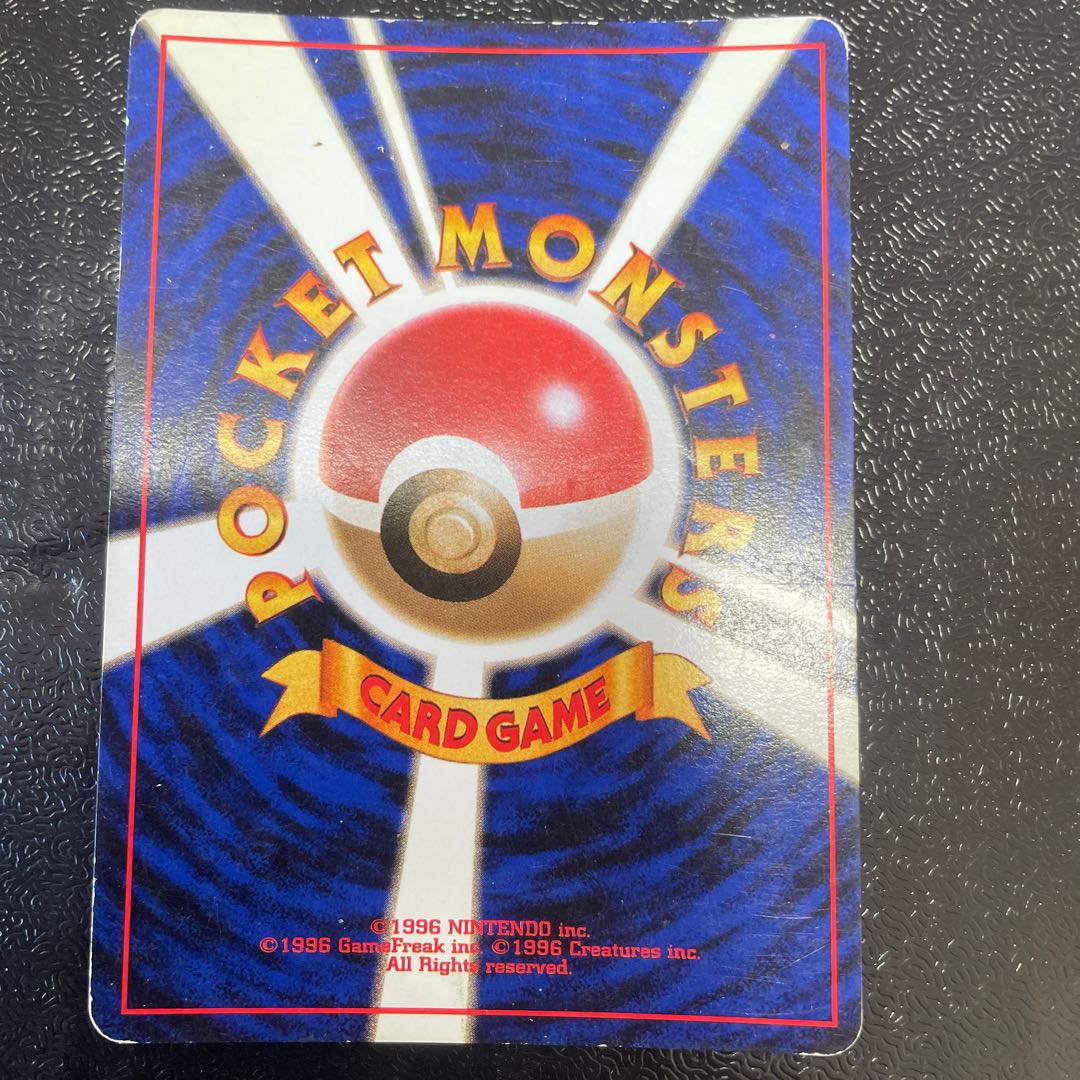 POCKET MONSTERS
CARD GAME
©1996 NINTENDO inc.
©1996 GameFreak inc. ©1996 Creatures inc.
All Rights reserved.